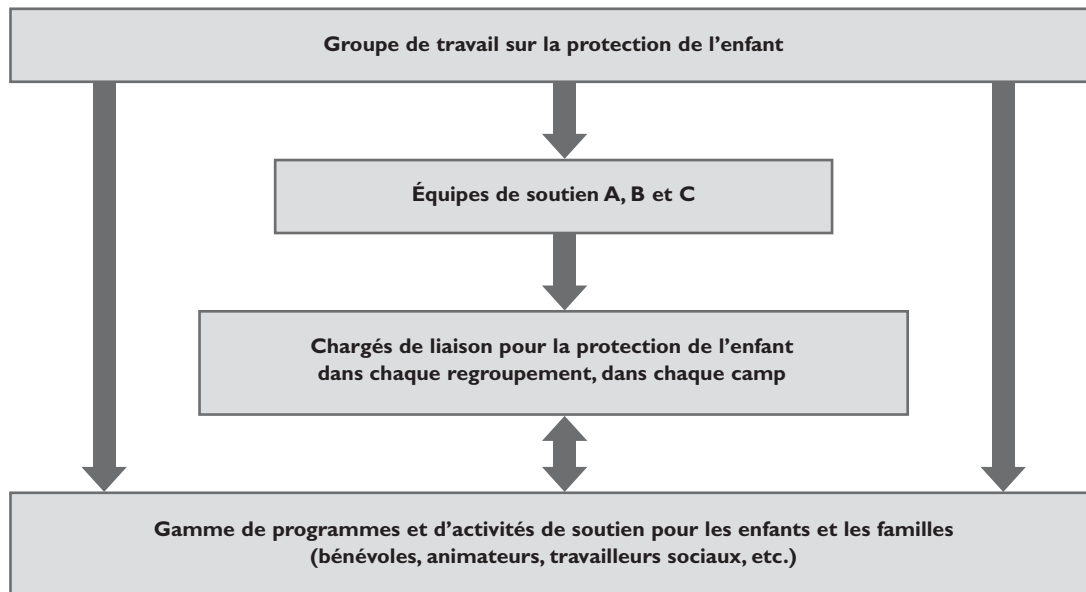 Groupe de travail sur la protection de l’enfant
Équipes de soutien A, B et C
Chargés de liaison pour la protection de l’enfant
dans chaque regroupement, dans chaque camp
Gamme de programmes et d’activités de soutien pour les enfants et les familles
(bénévoles, animateurs, travailleurs sociaux, etc.)